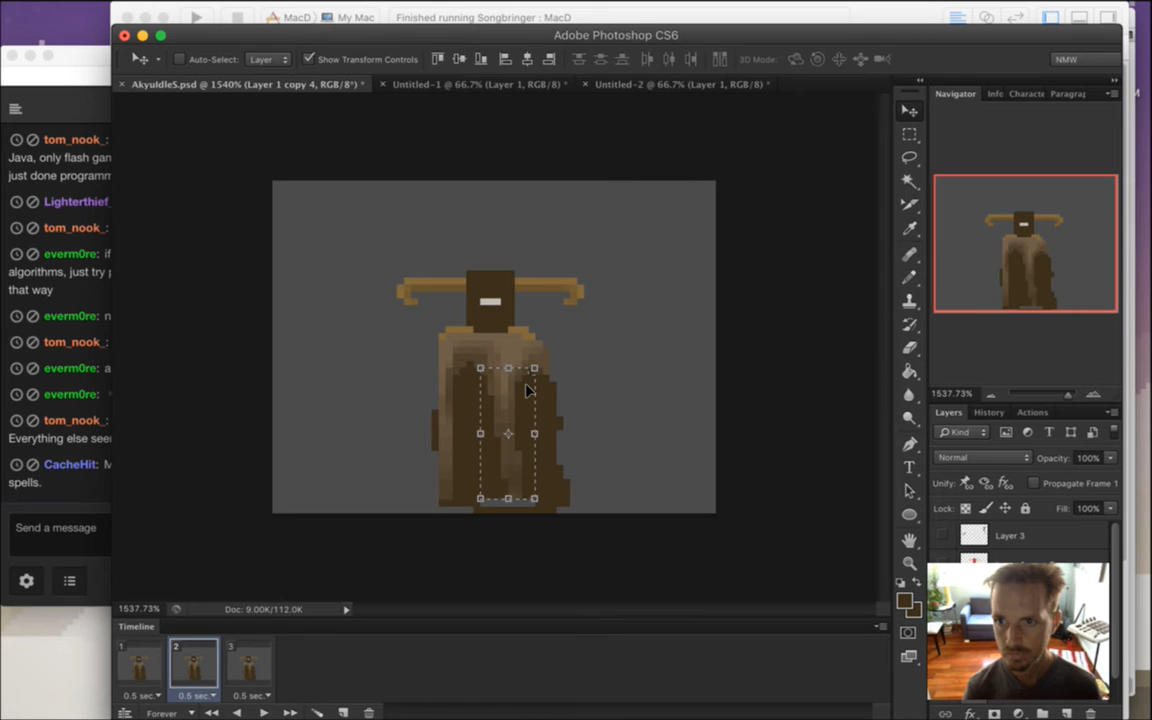 MacD
My Mac
Finished running Songbringer : MacD
Adobe Photoshop CS6
Auto-Select:
Layer
Show Transform Controls
3D Mode:
NMW
AkyuIdleS.psd @ 1540% (Layer 1 copy 4, RGB/8*) *
Untitled-1 @ 66.7% (Layer 1, RGB/8) *
Untitled-2 @ 66.7% (Layer 1, RGB/8) *
Navigator
Info
Characte
Paragrap
tom_nook_:
Java, only flash gam
just done programm
Lighterthief_
tom_nook_:
everm0re: if
algorithms, just try p
that way
everm0re: n
tom_nook_:
everm0re: a
everm0re:
tom_nook_:
Everything else see
CacheHit: M
spells.
Send a message
1537.73%
Layers
History
Actions
Kind
Normal
Opacity: 100%
Unify:
Propagate Frame 1
Lock:
Fill: 100%
Layer 3
1537.73%
Doc: 9.00K/112.0K
Timeline
1
2
3
0.5 sec.
0.5 sec.
0.5 sec.
Forever